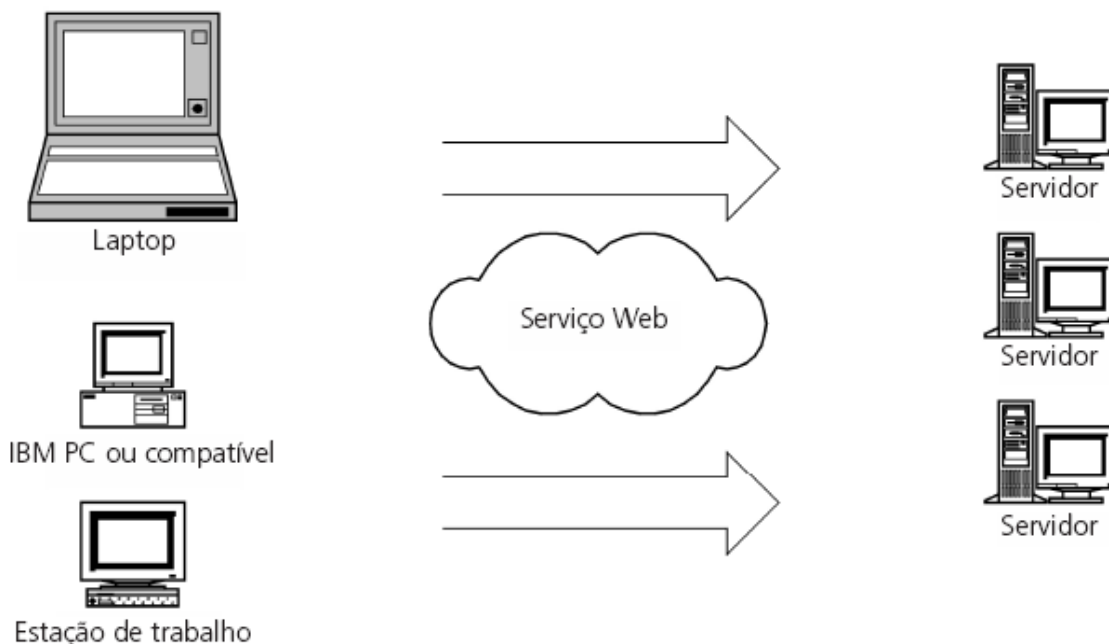 Laptop
IBM PC ou compatível
Estação de trabalho
Serviço Web
Servidor
Servidor
Servidor